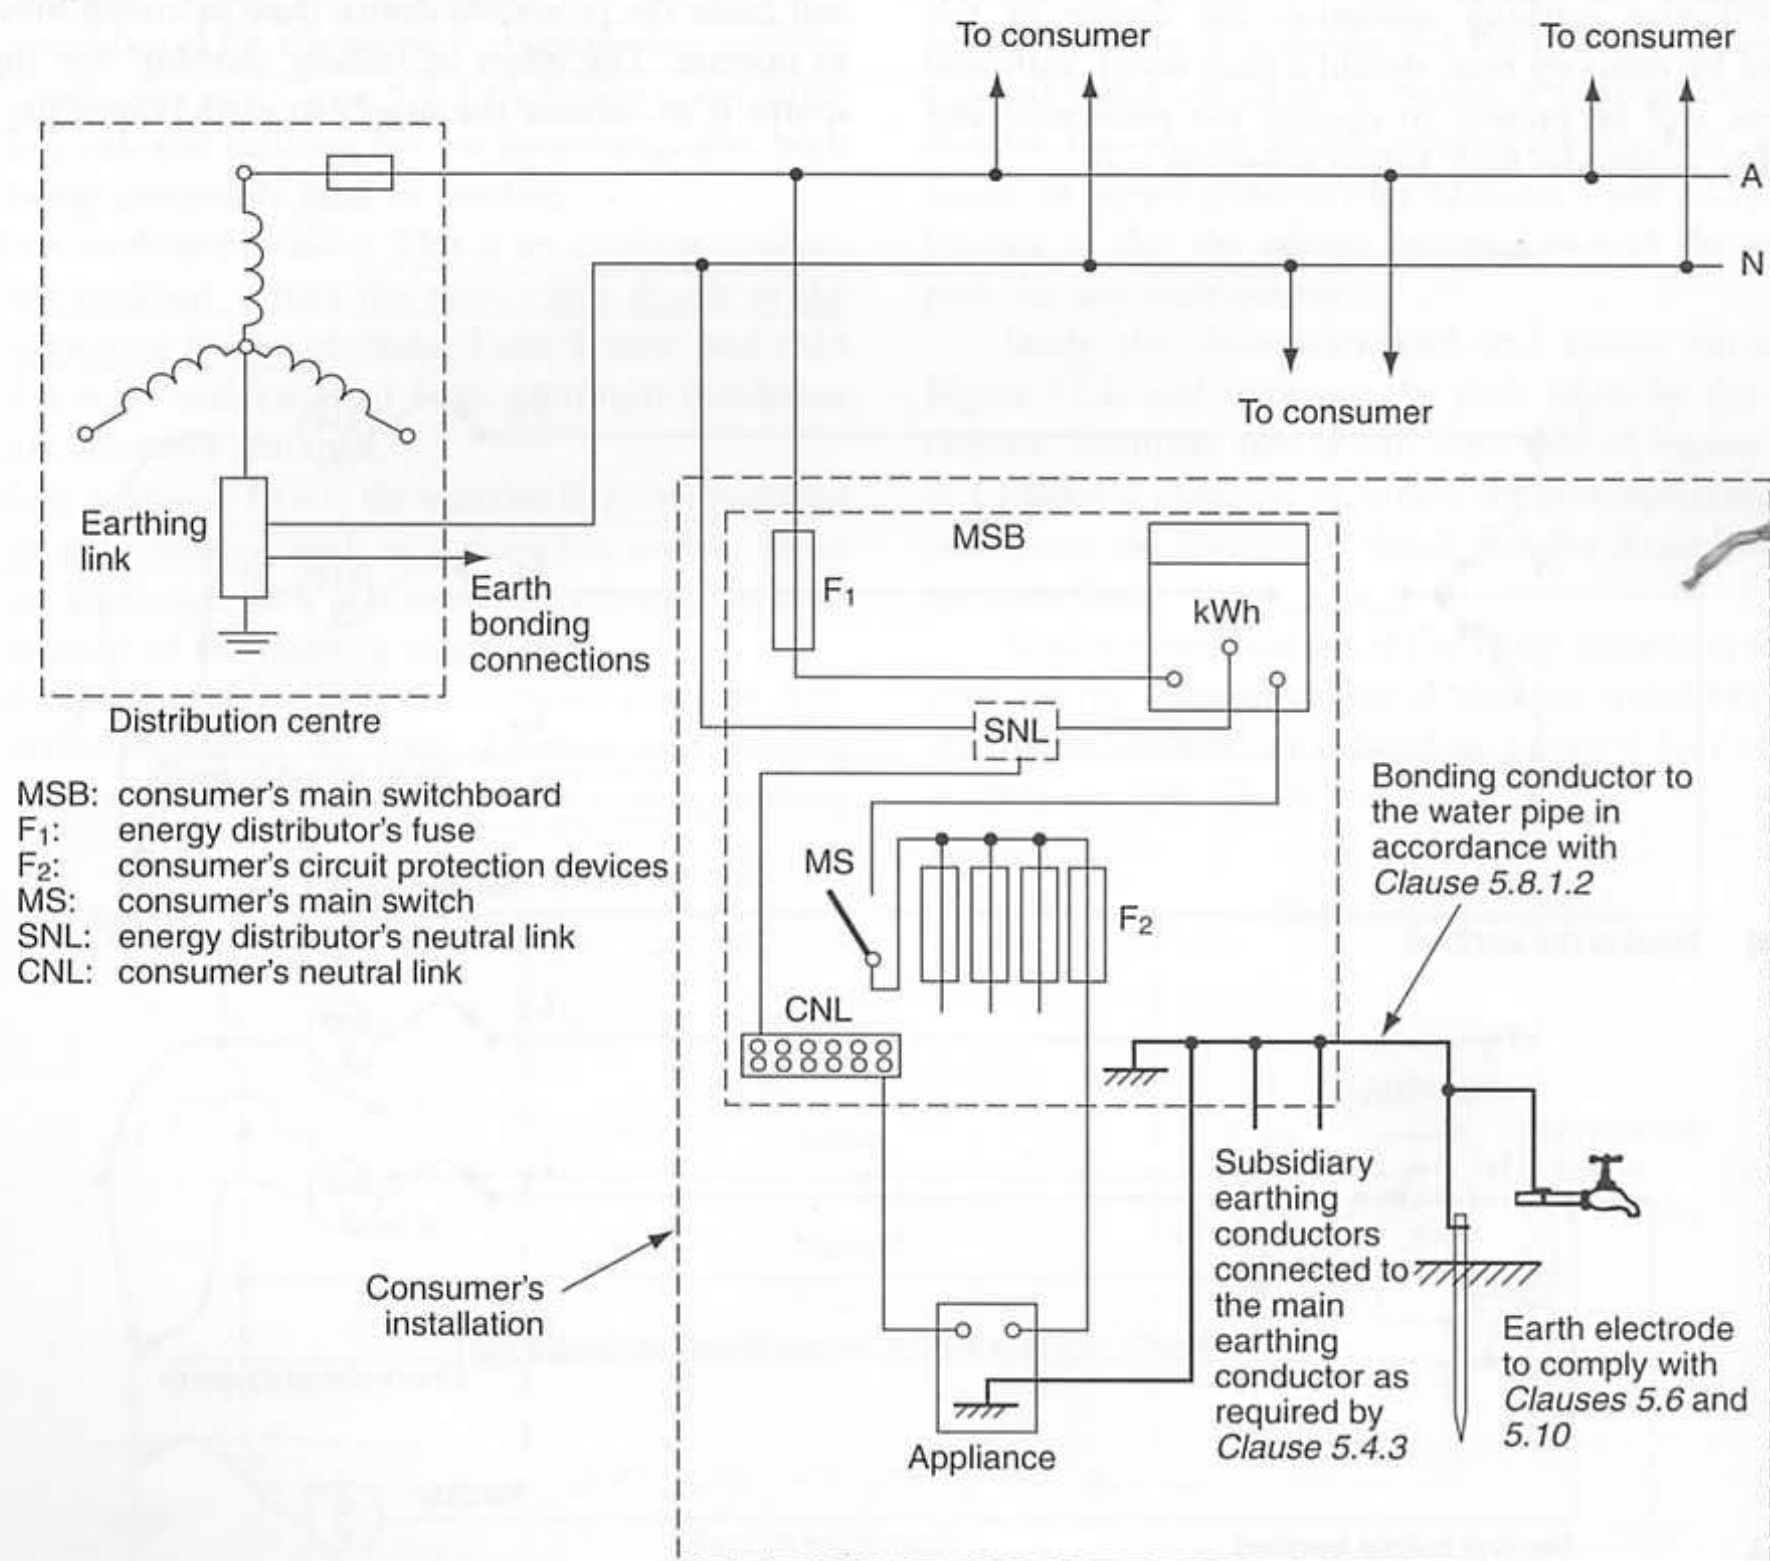 To consumer
To consumer
A
N
To consumer
Earthing
link
Earth
bonding
connections
Distribution centre
MSB: consumer's main switchboard
F1: energy distributor's fuse
F2: consumer's circuit protection devices
MS: consumer's main switch
SNL: energy distributor's neutral link
CNL: consumer's neutral link
MSB
F1
kWh
SNL
MS
F2
CNL
Bonding conductor to
the water pipe in
accordance with
Clause 5.8.1.2
Consumer's
installation
Subsidiary
earthing
conductors
connected to
the main
earthing
conductor as
required by
Clause 5.4.3
Earth electrode
to comply with
Clauses 5.6 and
5.10
Appliance